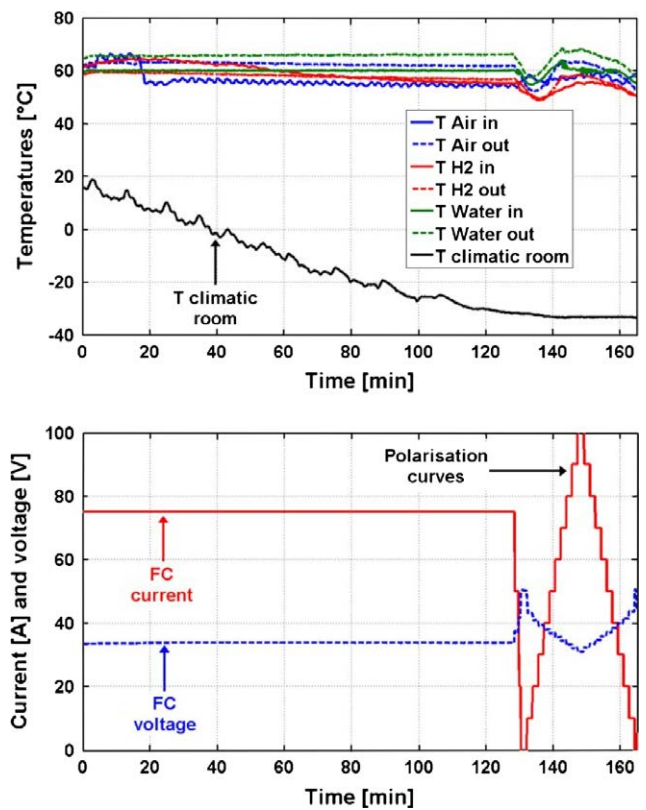 80
60
40
20
0
-20
-40
Temperatures [°C]
T Air in
T Air out
T H2 in
T H2 out
T Water in
T Water out
T climatic room
T climatic
room
0 20 40 60 80 100 120 140 160
Time [min]
100
80
60
40
20
0
Current [A] and voltage [V]
Polarisation
curves
FC
current
FC
voltage
0 20 40 60 80 100 120 140 160
Time [min]